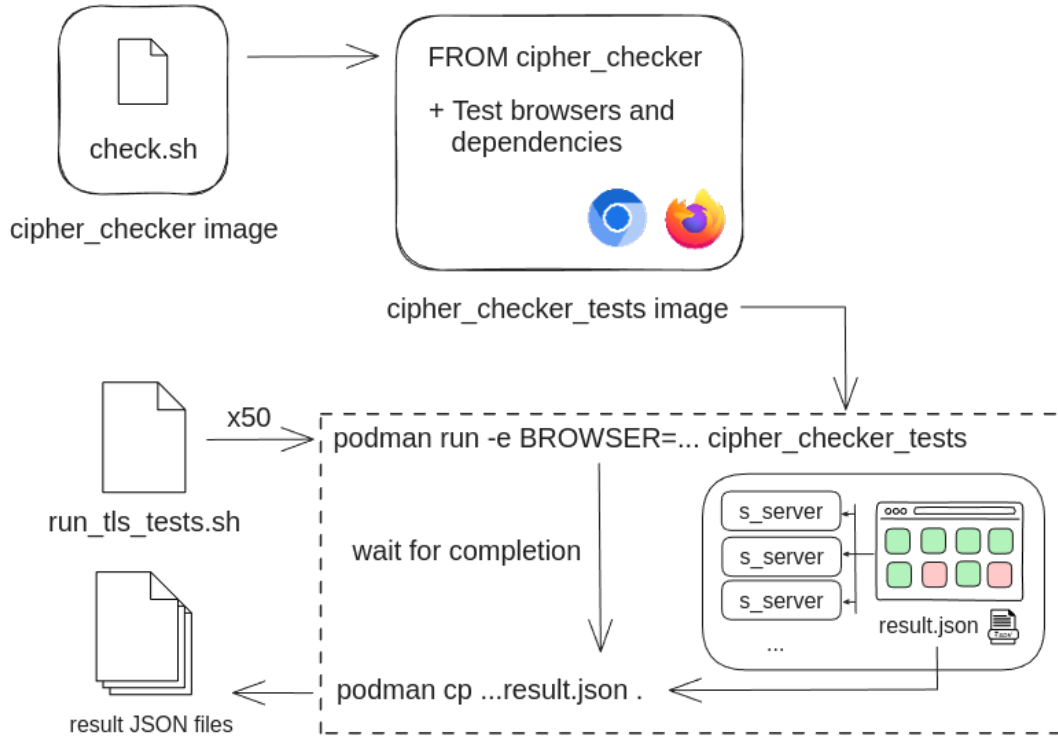 check.sh
cipher_checker image
FROM cipher_checker
+ Test browsers and
dependencies
cipher_checker_tests image
x50
run_tls_tests.sh
podman run -e BROWSER=... cipher_checker_tests
wait for completion
s_server
s_server
s_server
...
result.json
podman cp ...result.json .
result JSON files